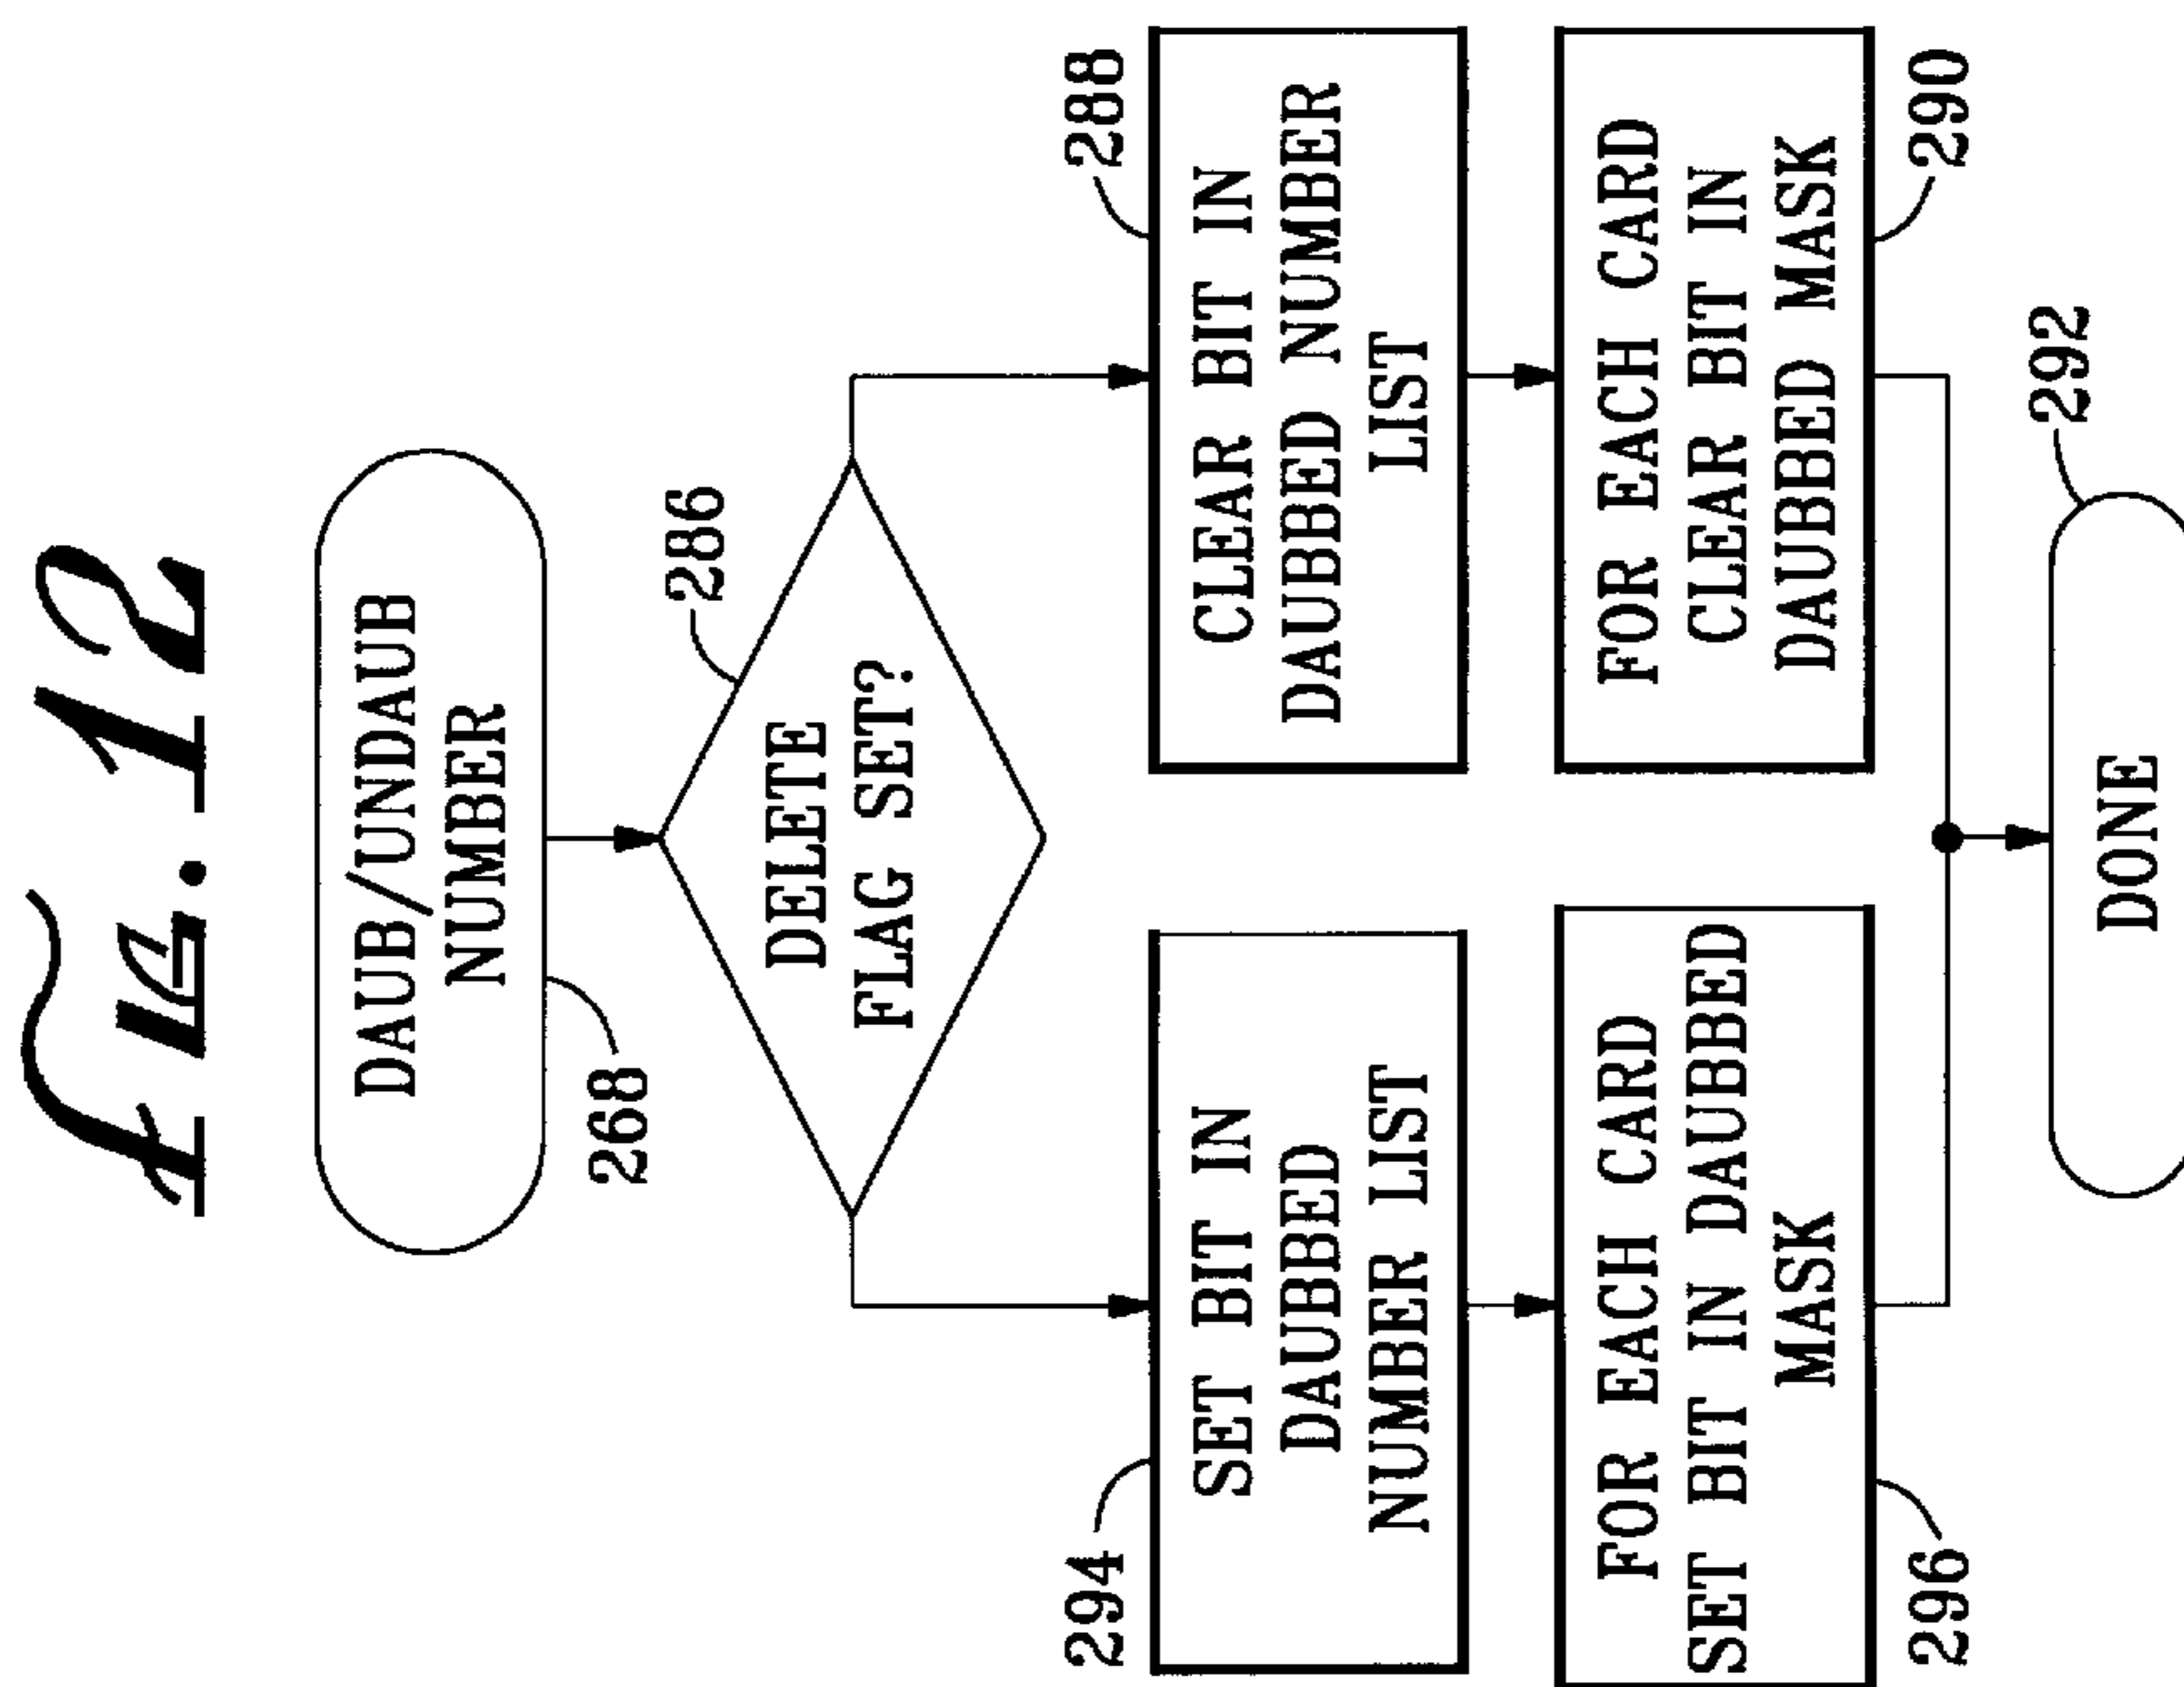 Fig. 12
DAUB/UNDAUB
NUMBER
268
286
DELETE
FLAG SET?
294
SET BIT IN
DAUBBED
NUMBER LIST
288
CLEAR BIT IN
DAUBBED NUMBER
LIST
FOR EACH CARD
SET BIT IN DAUBBED
MASK
296
FOR EACH CARD
CLEAR BIT IN
DAUBBED MASK
290
292
DONE